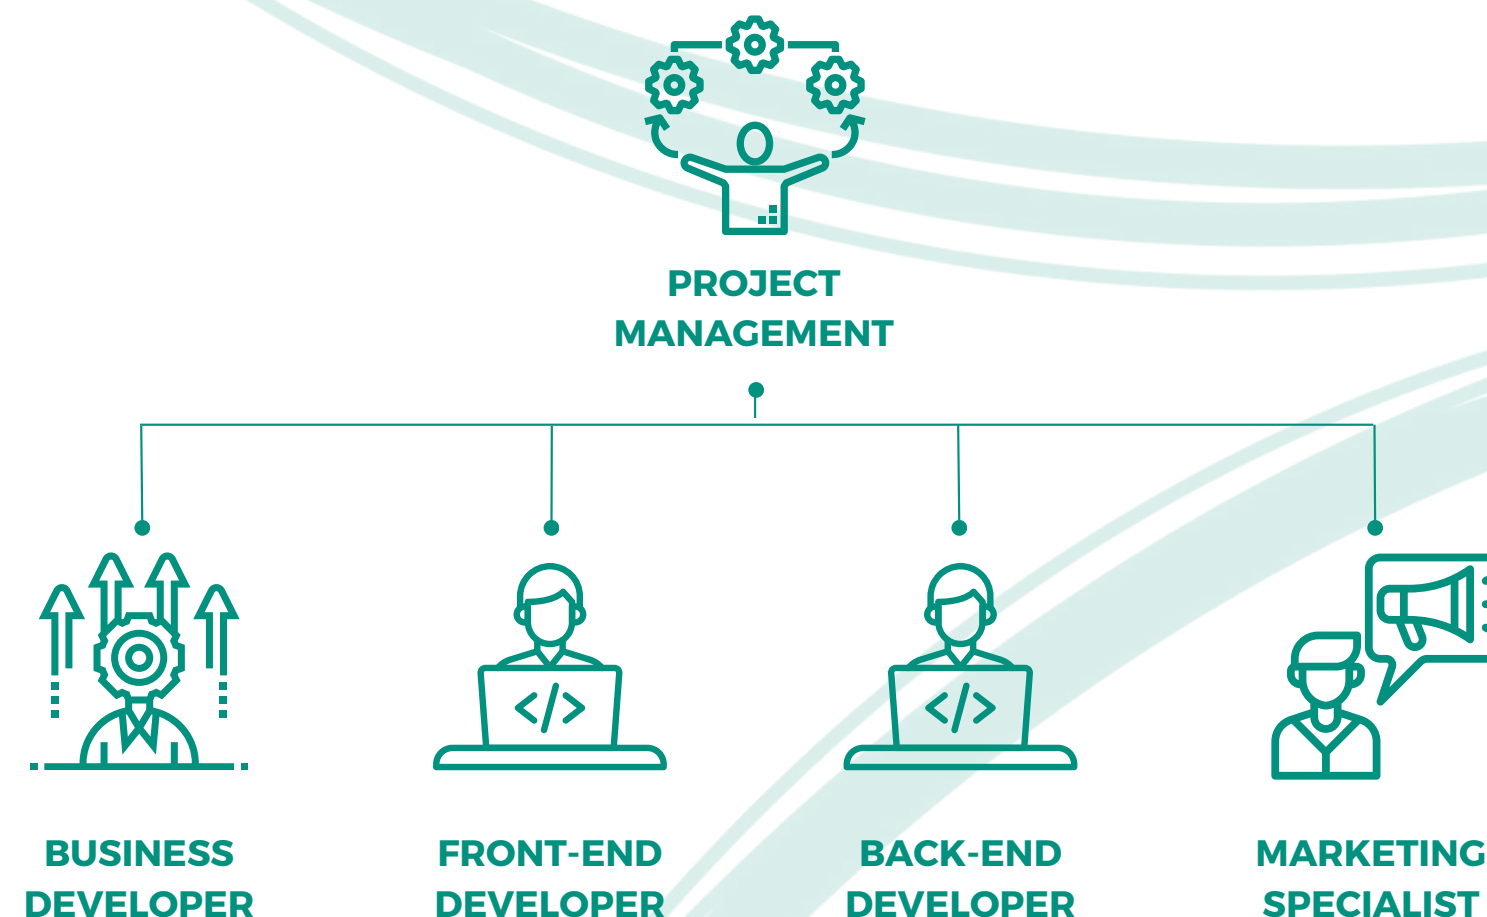 PROJECT
MANAGEMENT
BUSINESS
DEVELOPER
FRONT-END
DEVELOPER
BACK-END
DEVELOPER
MARKETING
SPECIALIST